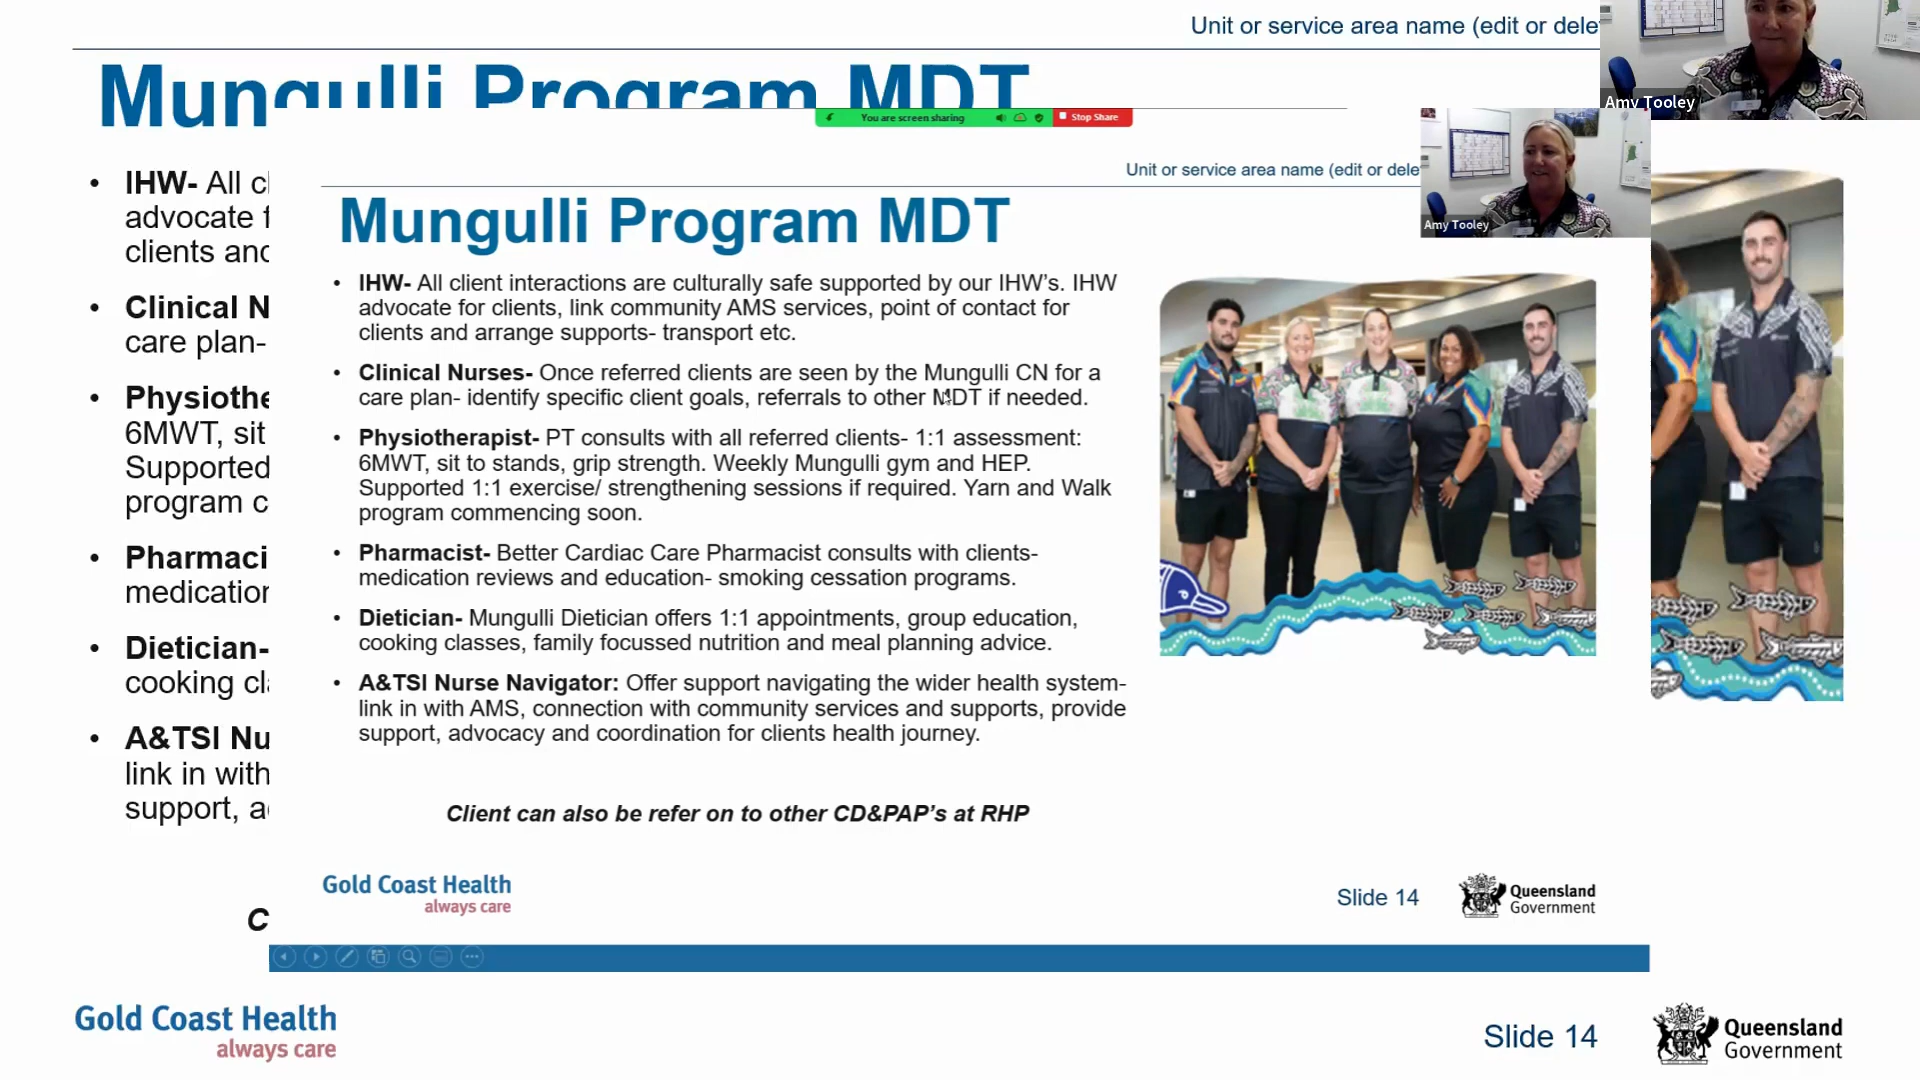 Unit or service area name (edit or dele
Amy Tooley
Mungulli Program MDT
IHW- All cl
advocate f
clients and
Clinical N
care plan-
Physiothe
6MWT, sit
Supported
program c
Pharmaci
medication
Dietician-
cooking cla
A&TSI Nu
link in with
support, a
C
You are screen sharing
Stop Share
Unit or service area name (edit or dele
Amy Tooley
Mungulli Program MDT
• IHW- All client interactions are culturally safe supported by our IHW's. IHW
advocate for clients, link community AMS services, point of contact for
clients and arrange supports- transport etc.
• Clinical Nurses- Once referred clients are seen by the Mungulli CN for a
care plan- identify specific client goals, referrals to other MDT if needed.
• Physiotherapist- PT consults with all referred clients- 1:1 assessment:
6MWT, sit to stands, grip strength. Weekly Mungulli gym and HEP.
Supported 1:1 exercise/ strengthening sessions if required. Yarn and Walk
program commencing soon.
• Pharmacist- Better Cardiac Care Pharmacist consults with clients-
medication reviews and education- smoking cessation programs.
• Dietician- Mungulli Dietician offers 1:1 appointments, group education,
cooking classes, family focussed nutrition and meal planning advice.
• A&TSI Nurse Navigator: Offer support navigating the wider health system-
link in with AMS, connection with community services and supports, provide
support, advocacy and coordination for clients health journey.
Client can also be refer on to other CD&PAP's at RHP
Gold Coast Health
always care
Slide 14
Queensland
Government
Gold Coast Health
always care
Slide 14
Queensland
Government